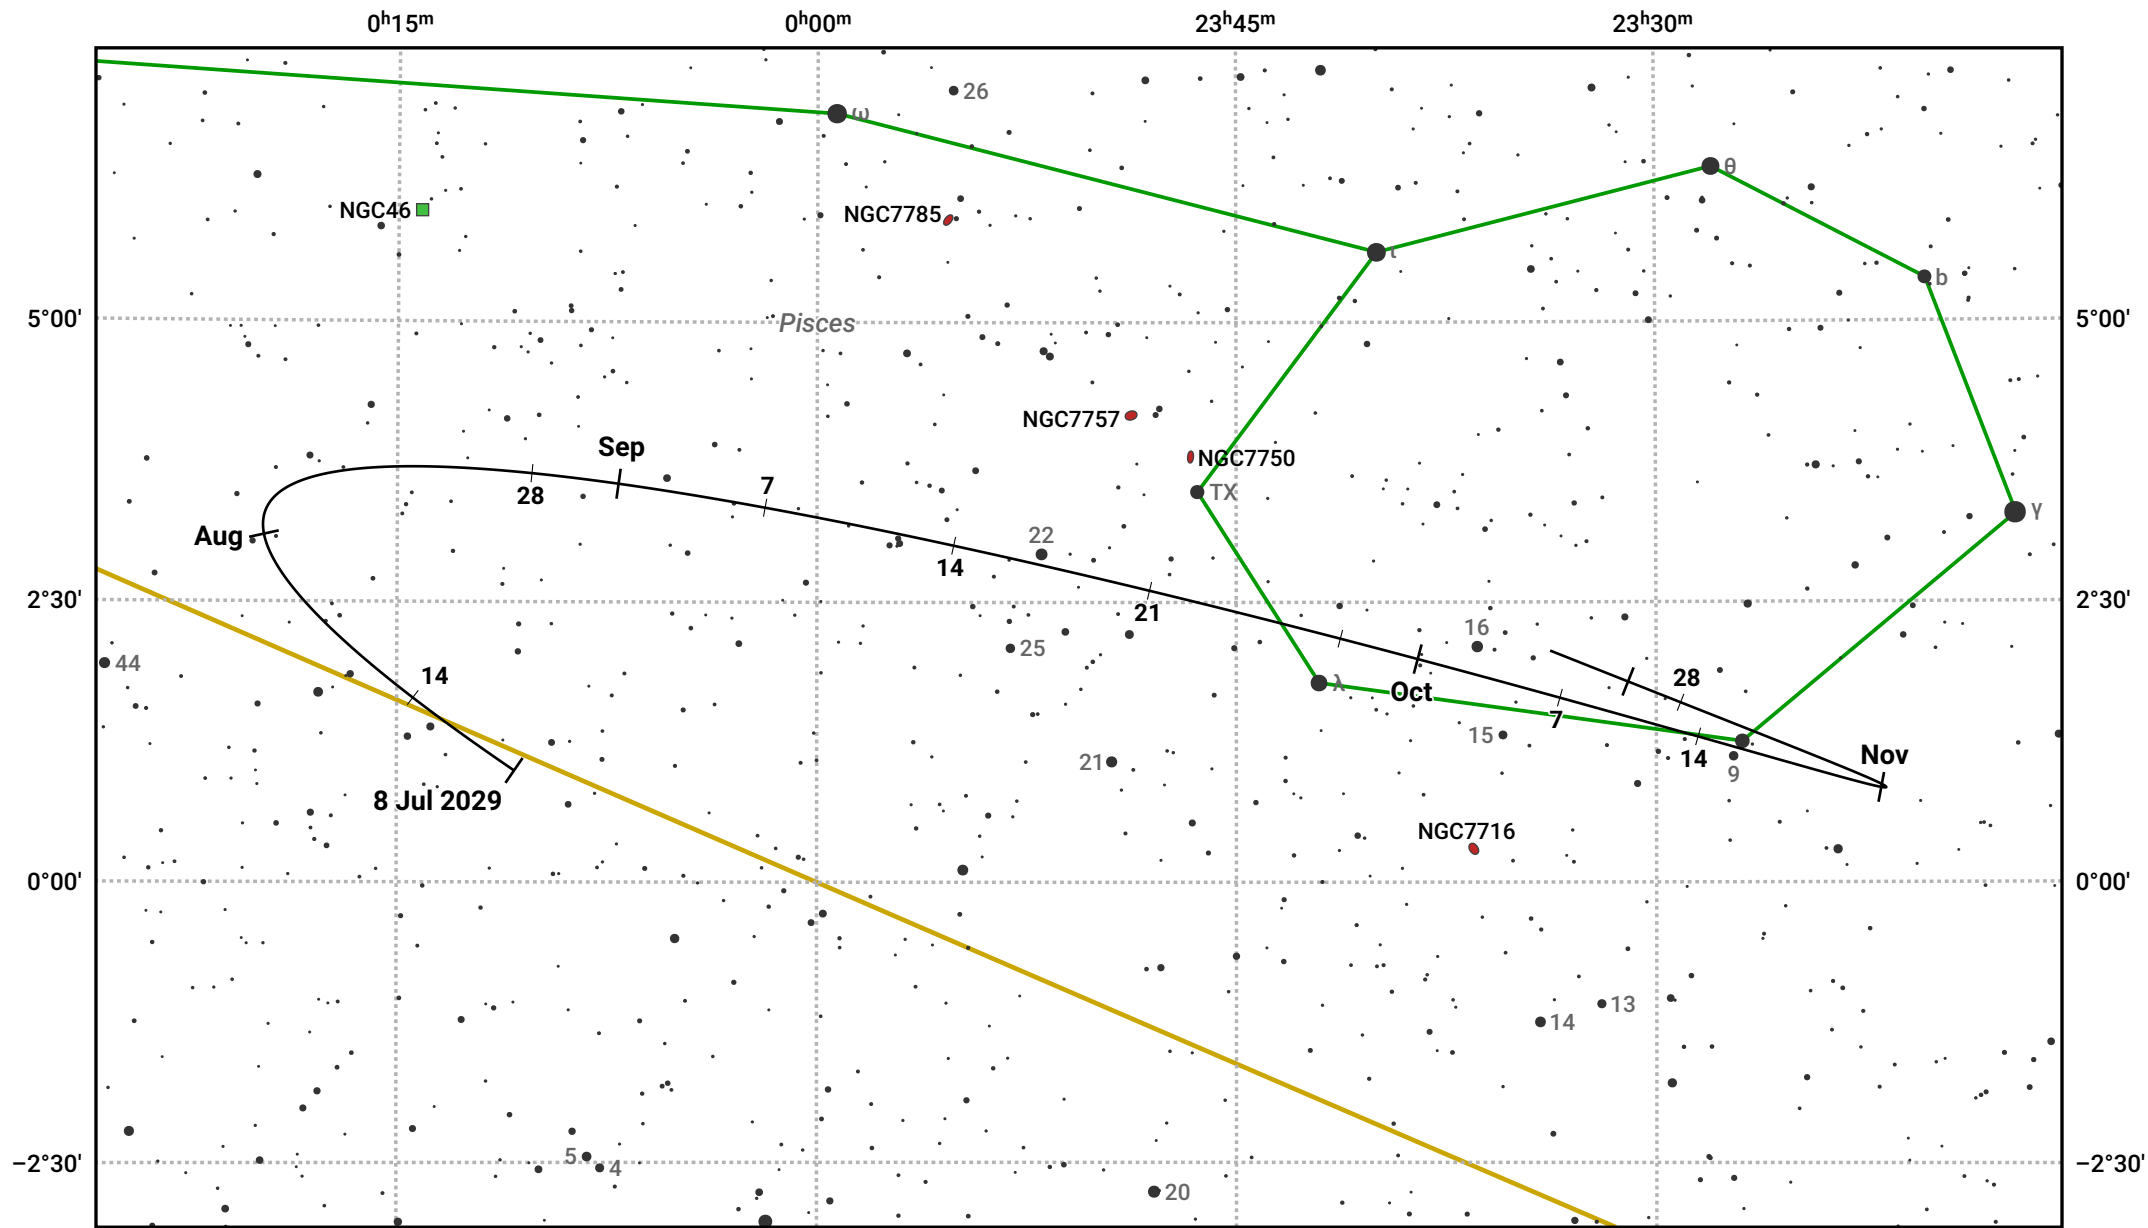 0ʰ15ᵐ 0ʰ00ᵐ 23ʰ45ᵐ 23ʰ30ᵐ
26
ω
θ
NGC46
NGC7785
ι
b
5°00'
Pisces
5°00'
NGC7757
Sep
NGC7750
28
7
TX
γ
Aug
22
14
2°30'
21
2°30'
16
25
44
14
28
λ
Oct
7
15
14
Nov
21
9
8 Jul 2029
NGC7716
0°00'
0°00'
13
14
5
4
−2°30'
−2°30'
20